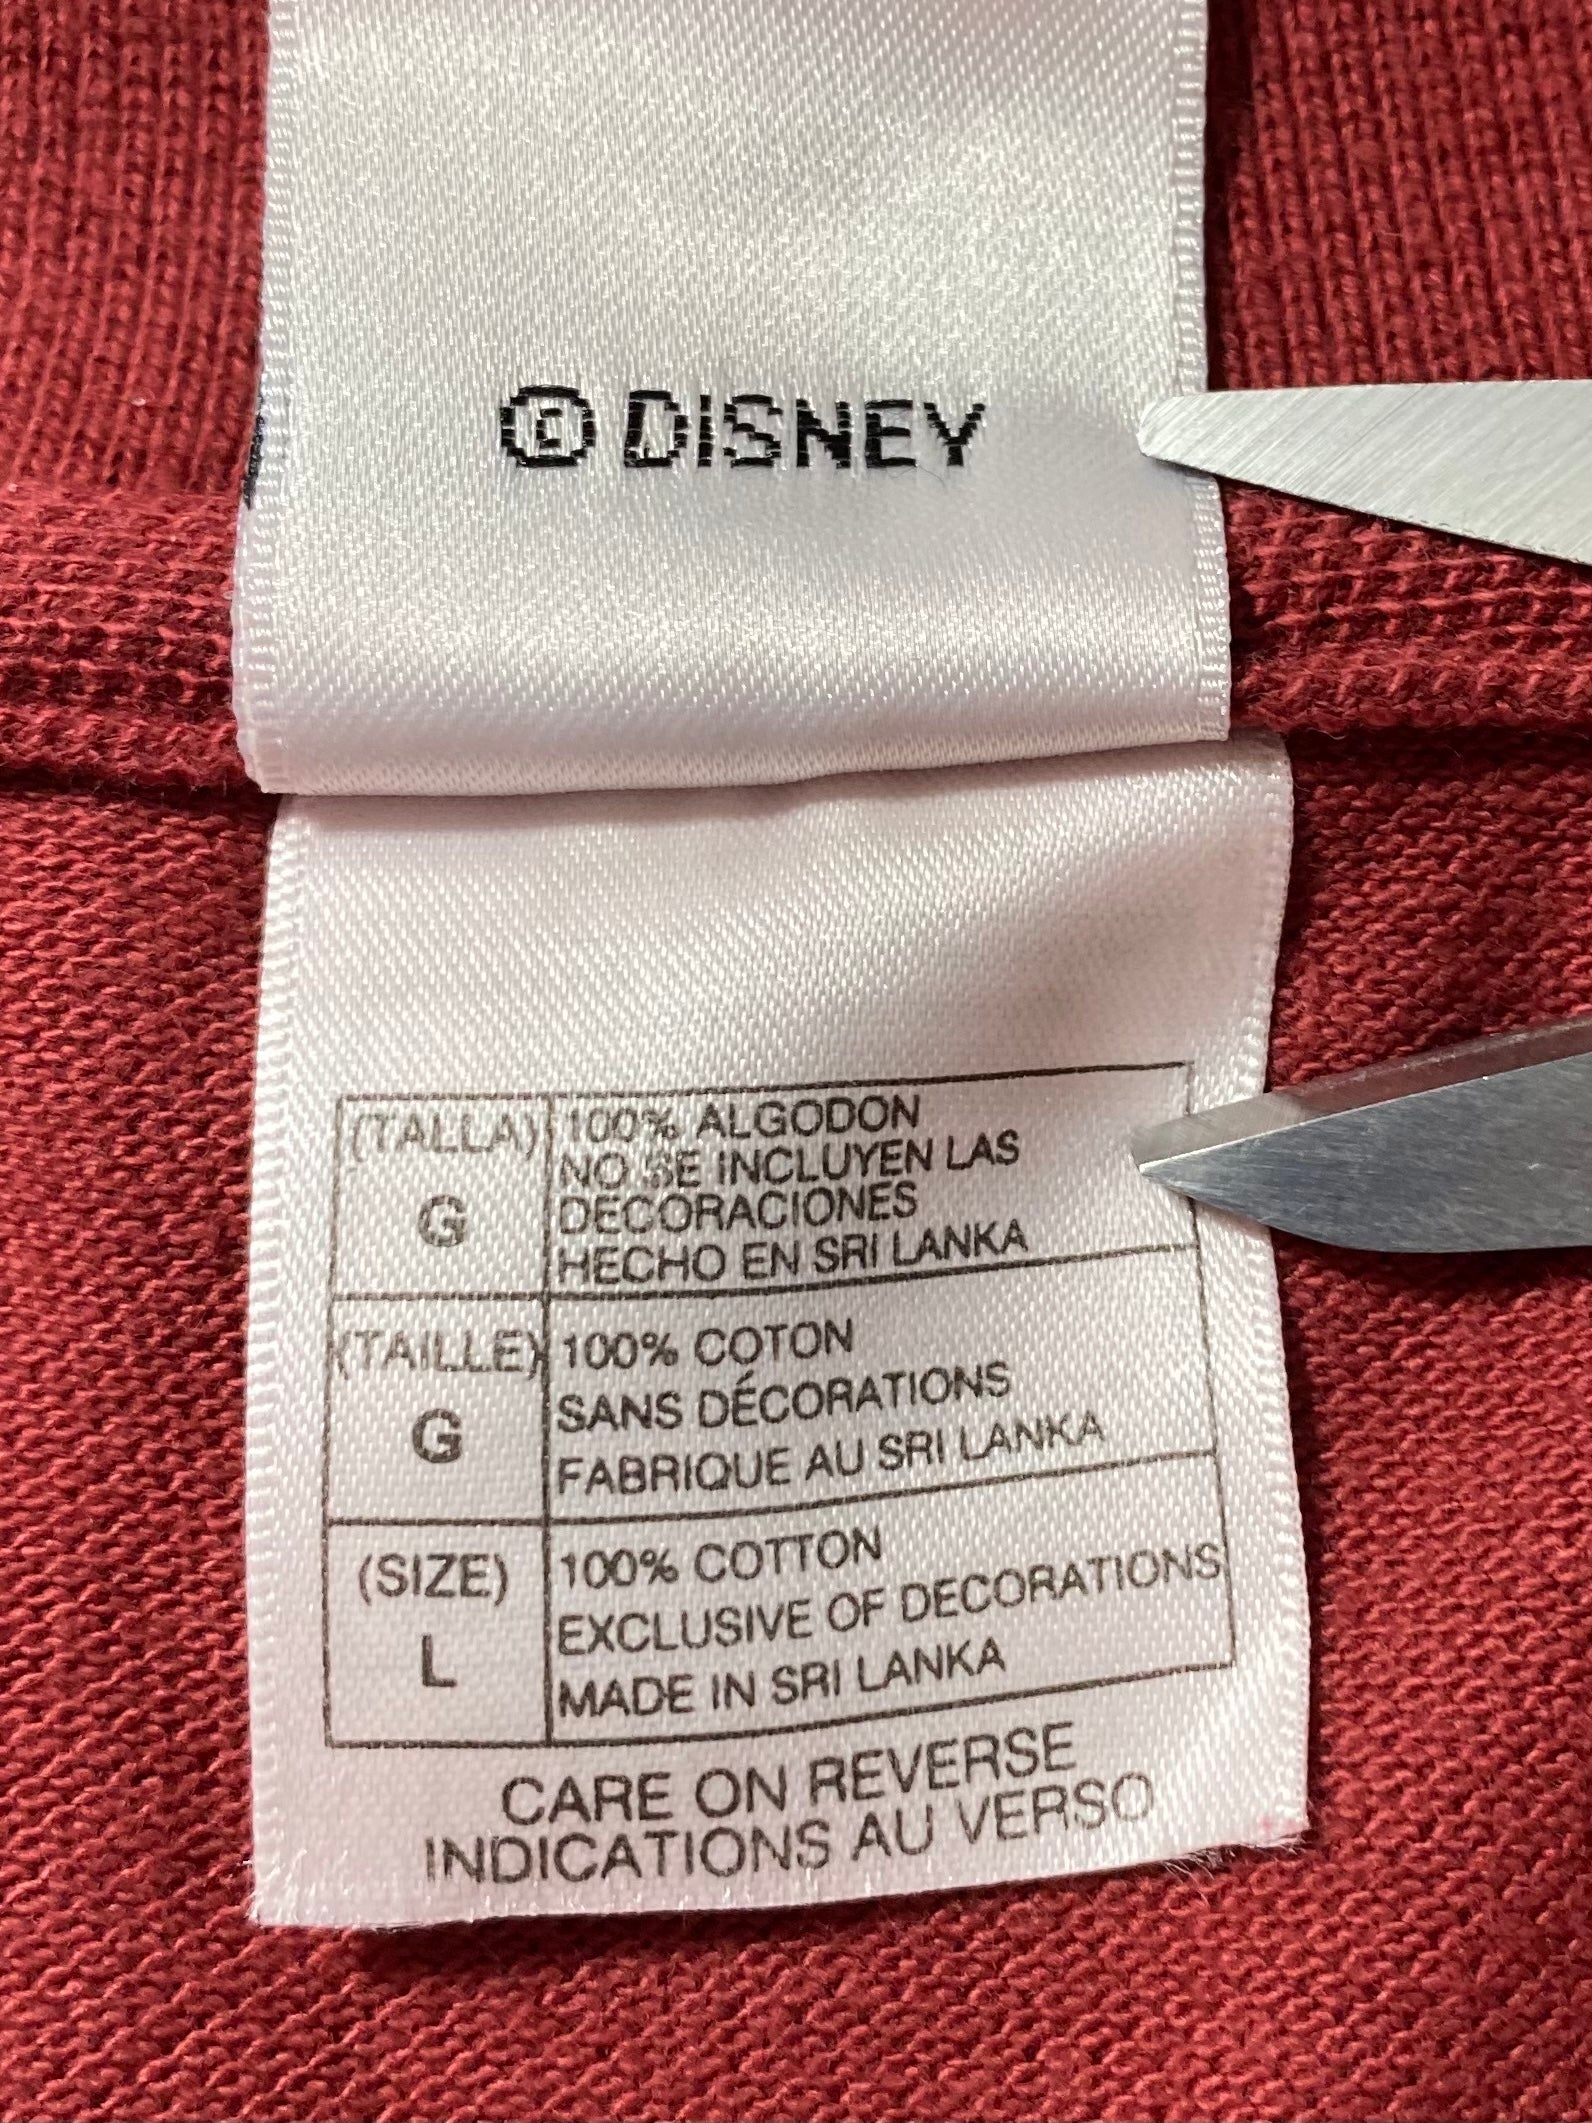 © DISNEY
(TALLA)
G
100% ALGODON
NO SE INCLUYEN LAS
DECORACIONES
HECHO EN SRI LANKA
(TAILLE)
G
100% COTON
SANS DÉCORATIONS
FABRIQUE AU SRI LANKA
(SIZE)
L
100% COTTON
EXCLUSIVE OF DECORATIONS
MADE IN SRI LANKA
CARE ON REVERSE
INDICATIONS AU VERSO